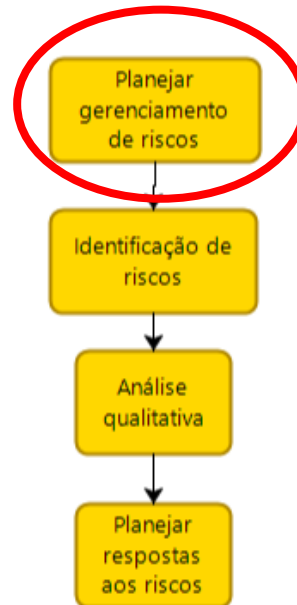 Planejar
gerenciamento
de riscos
Identificação de
riscos
Análise
qualitativa
Planejar
respostas
aos riscos